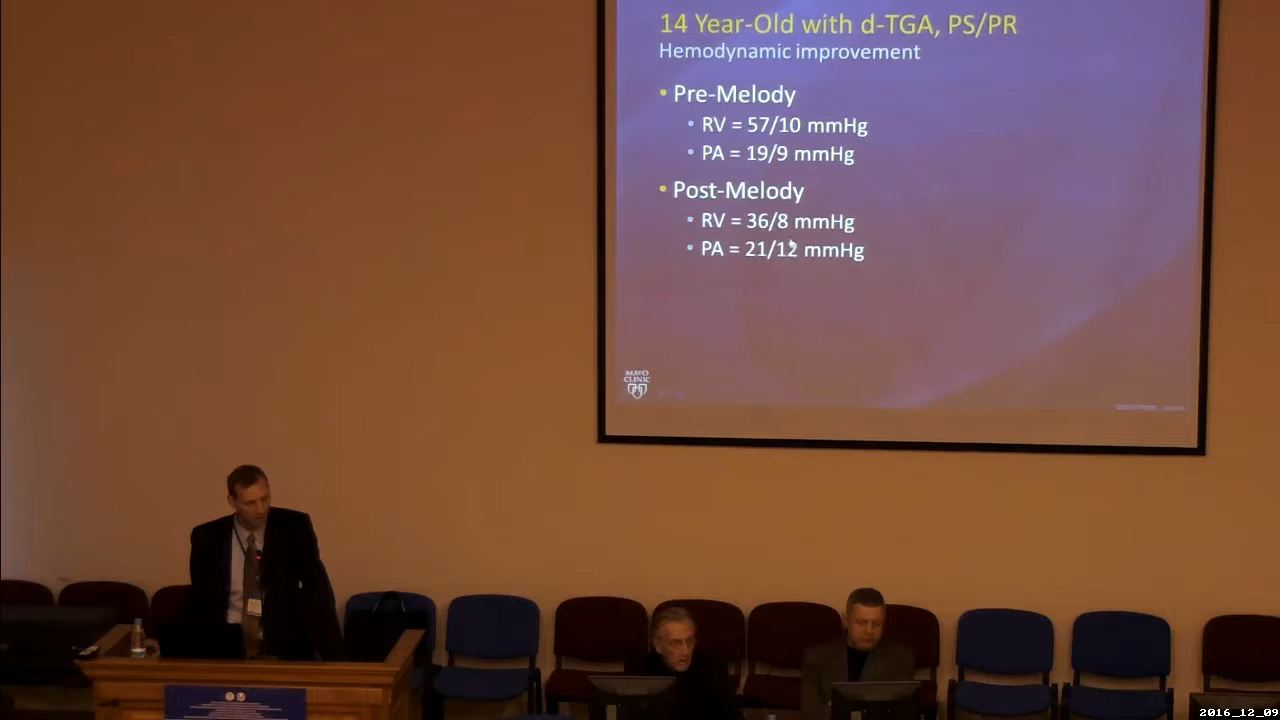 14 Year-Old with d-TGA, PS/PR
Hemodynamic improvement
• Pre-Melody
• RV = 57/10 mmHg
• PA = 19/9 mmHg
• Post-Melody
• RV = 36/8 mmHg
• PA = 21/12 mmHg
MAYO
CLINIC
2016_12_09